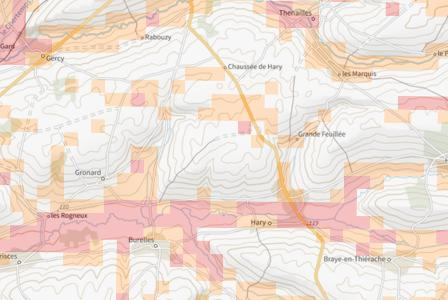 Thenailles
Rabouzy
Gercy
Chaussée de Hary
les Marquis
Grande Feuillée
Gronard
220
les Rogneux
Hary
Burelles
Braye-en-Thiérache